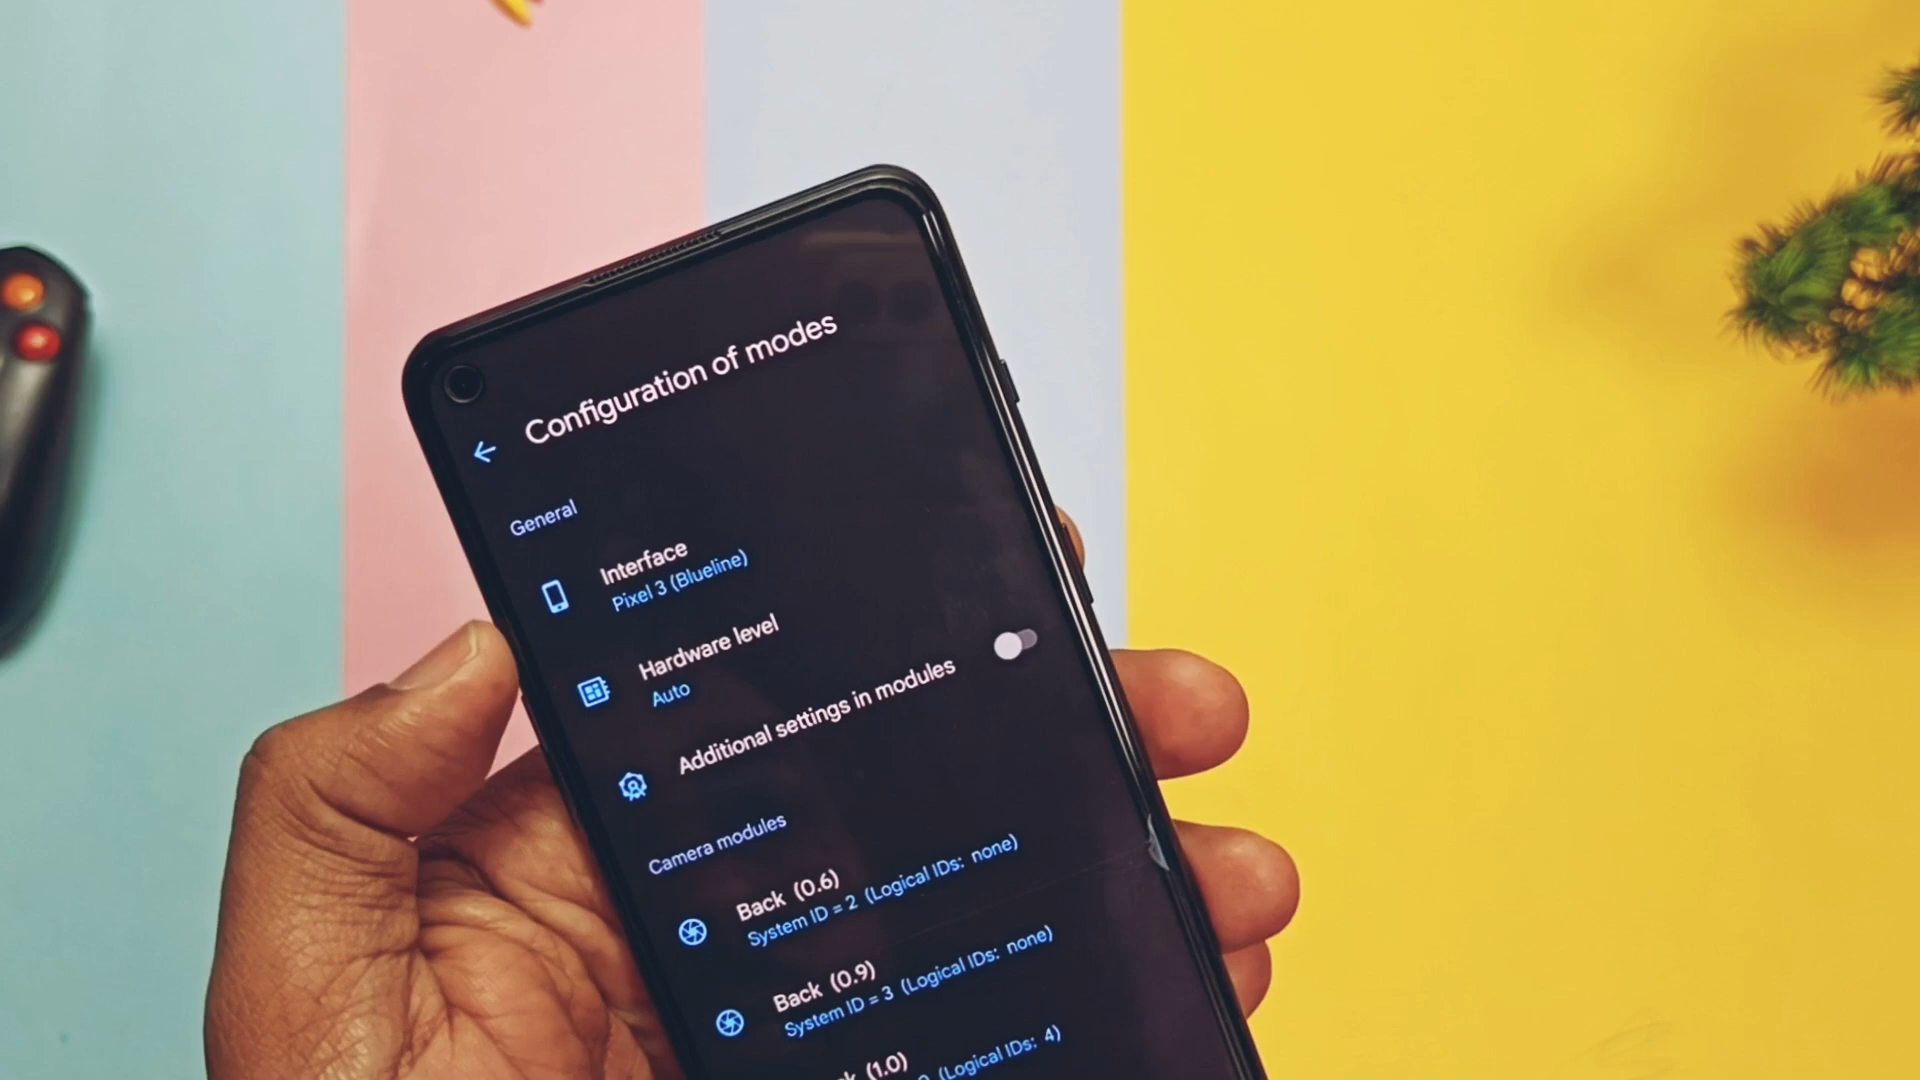 Configuration of modes
General
Interface
Pixel 3 (Blueline)
Hardware level
Auto
Additional settings in modules
Camera modules
Back (0.6)
System ID = 2 (Logical IDs: none)
Back (0.9)
System ID = 3 (Logical IDs: none)
(1.0)
(Logical IDs: 4)